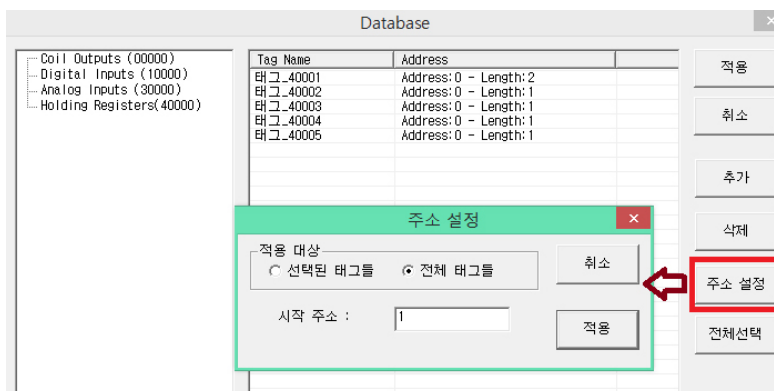 Database
Coil Outputs (00000)
Digital Inputs (10000)
Analog Inputs (30000)
Holding Registers(40000)
Tag Name Address
태그_40001 Address:0 - Length:2
태그_40002 Address:0 - Length:1
태그_40003 Address:0 - Length:1
태그_40004 Address:0 - Length:1
태그_40005 Address:0 - Length:1
적용
취소
추가
삭제
주소 설정
전체선택
주소 설정
적용 대상
선택된 태그들 전체 태그들
취소
시작 주소 : 1
적용